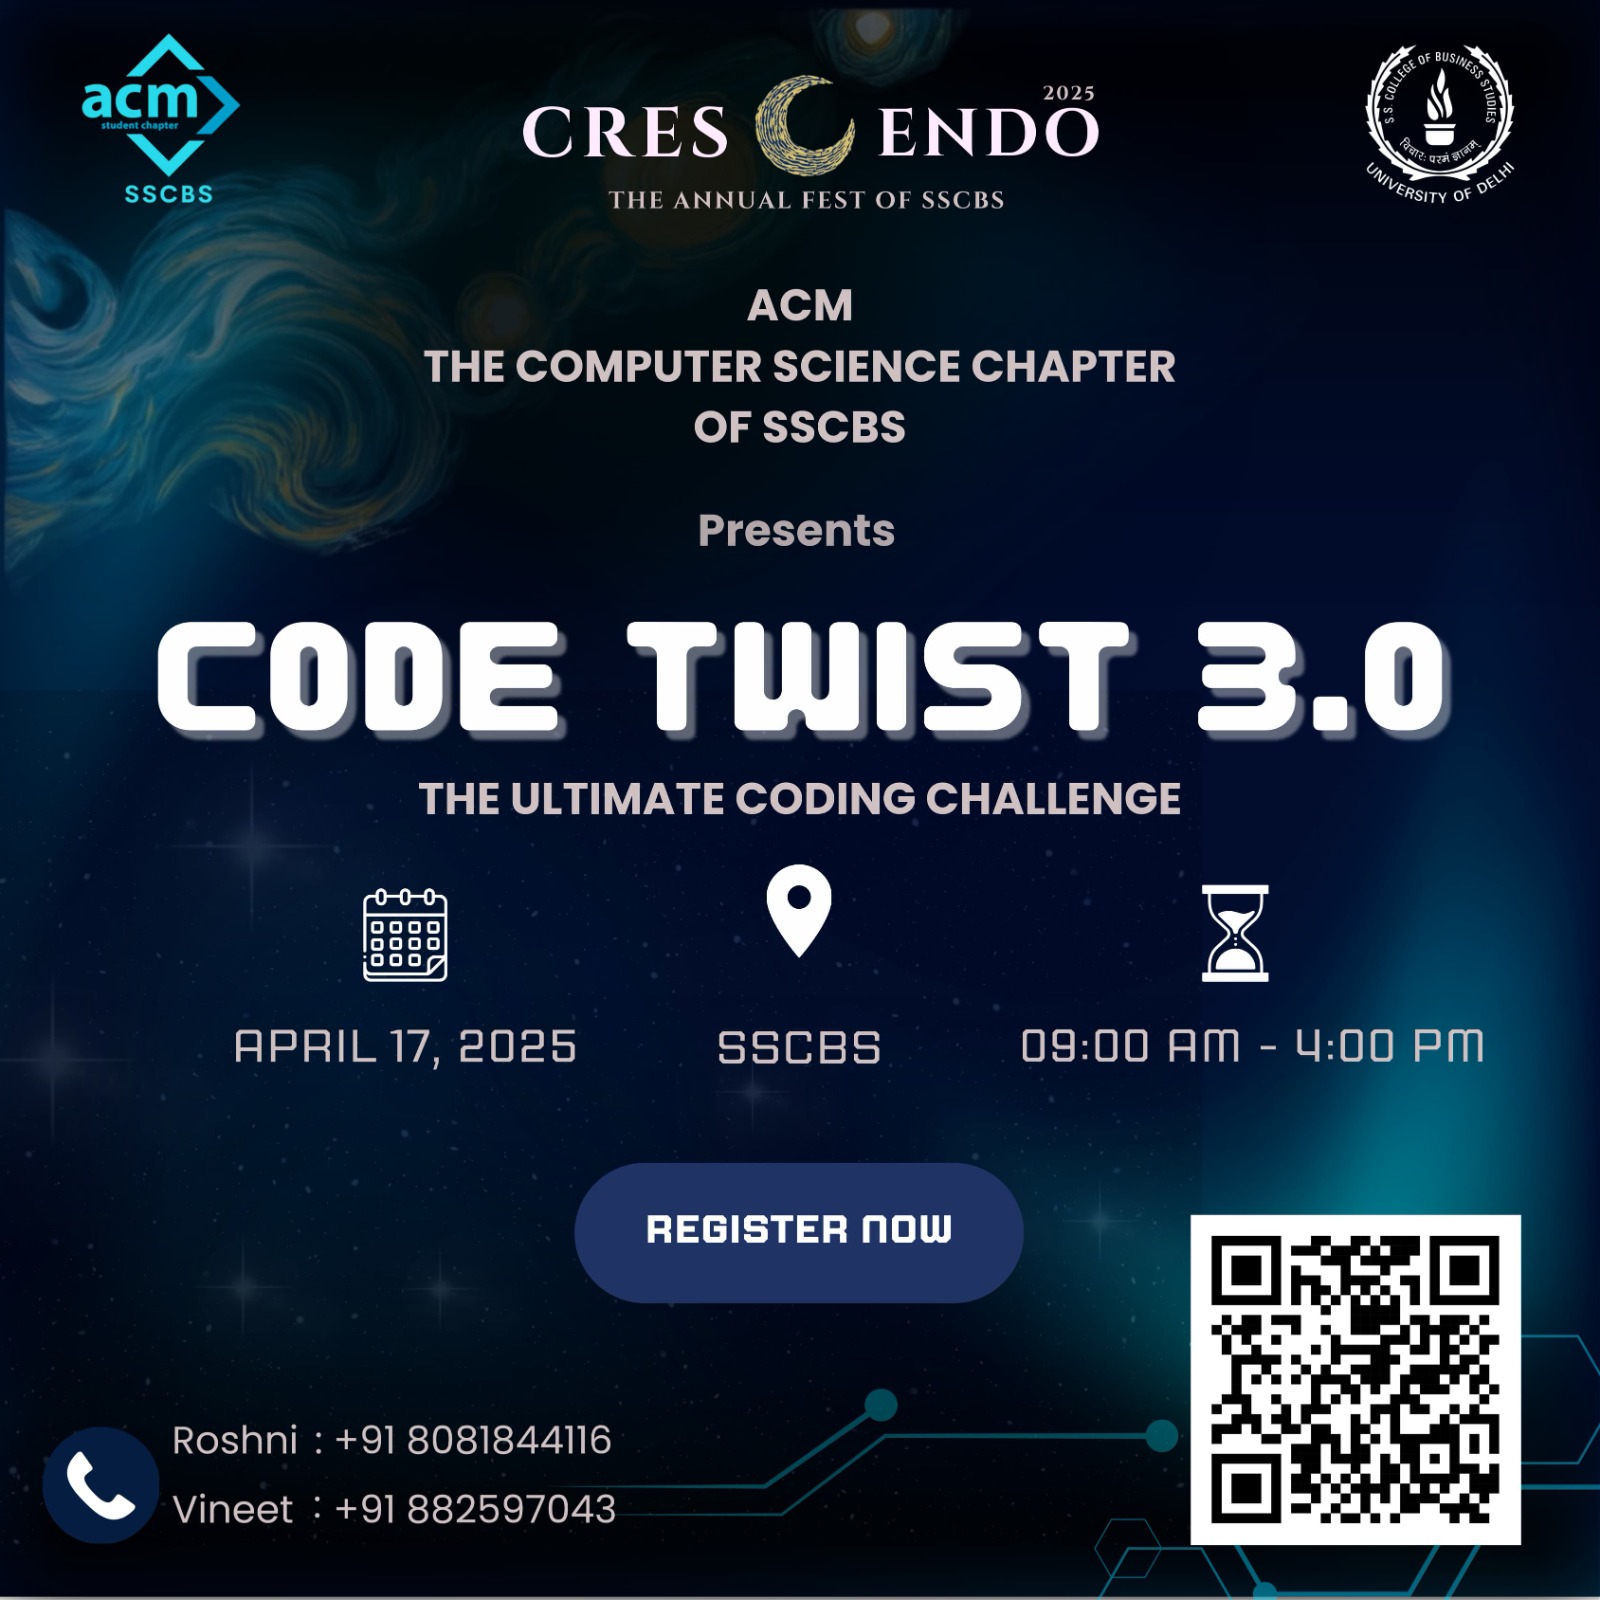 acm
student chapter
SSCBS
CRESCENDO
2025
THE ANNUAL FEST OF SSCBS
S.S. COLLEGE OF BUSINESS STUDIES
विचारः परमं ज्ञानम्
UNIVERSITY OF DELHI
ACM
THE COMPUTER SCIENCE CHAPTER
OF SSCBS
Presents
CODE TWIST 3.0
THE ULTIMATE CODING CHALLENGE
APRIL 17, 2025
SSCBS
09:00 AM - 4:00 PM
REGISTER NOW
Roshni : +91 8081844116
Vineet : +91 882597043